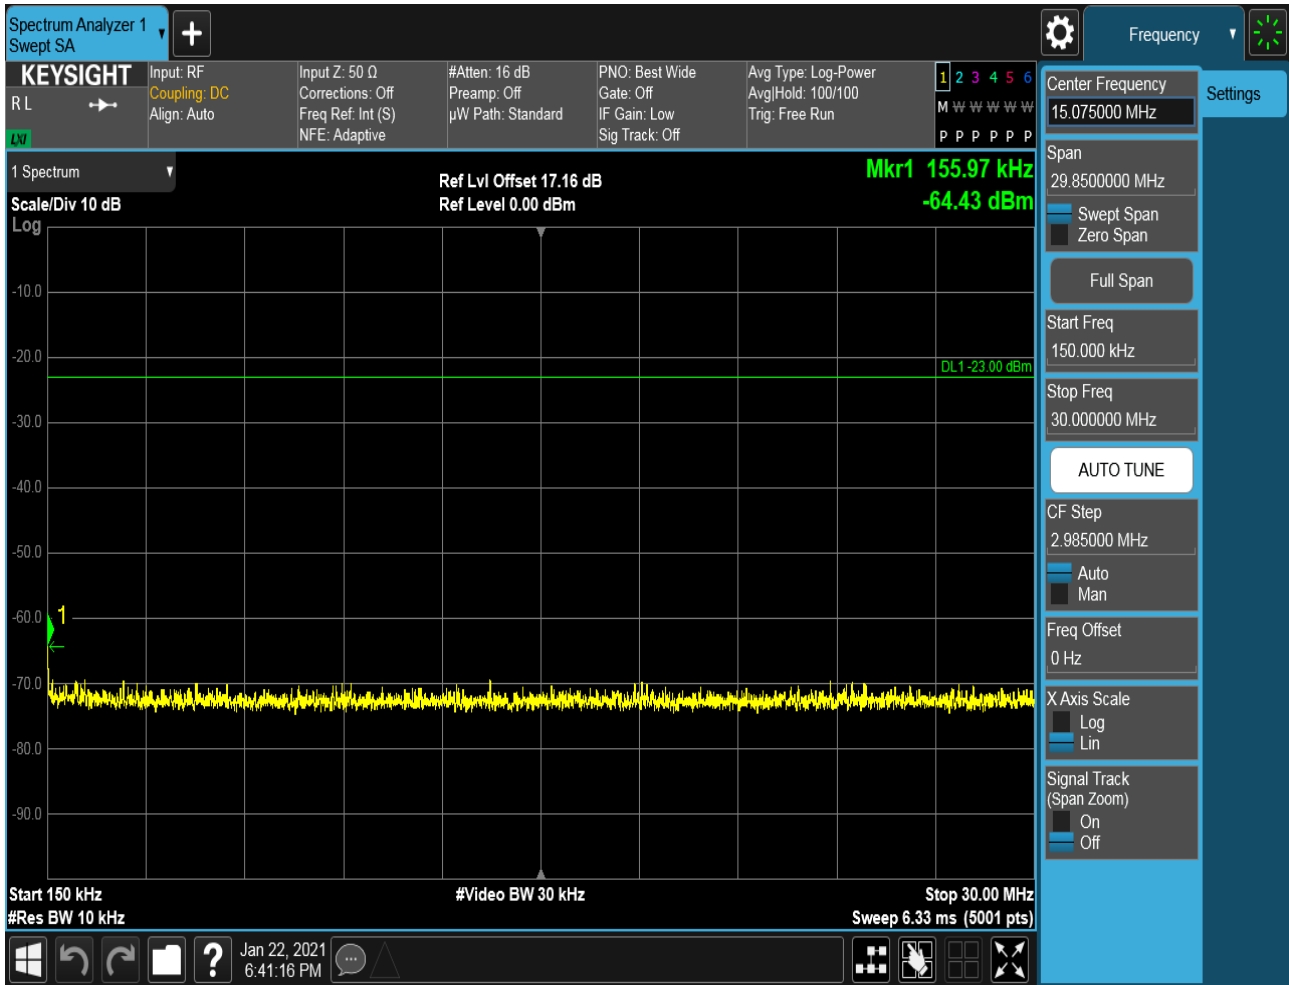 Spectrum Analyzer 1
Swept SA
Frequency
KEYSIGHT
R L
LXI
Input: RF
Coupling: DC
Align: Auto
Input Z: 50 Ω
Corrections: Off
Freq Ref: Int (S)
NFE: Adaptive
#Atten: 16 dB
Preamp: Off
µW Path: Standard
PNO: Best Wide
Gate: Off
IF Gain: Low
Sig Track: Off
Avg Type: Log-Power
Avg|Hold: 100/100
Trig: Free Run
1 2 3 4 5 6
M W W W W W
P P P P P P
1 Spectrum
Scale/Div 10 dB
Log
Ref Lvl Offset 17.16 dB
Ref Level 0.00 dBm
Mkr1 155.97 kHz
-64.43 dBm
-10.0
-20.0
DL1 -23.00 dBm
-30.0
-40.0
-50.0
-60.0
1
-70.0
-80.0
-90.0
Start 150 kHz
#Res BW 10 kHz
#Video BW 30 kHz
Stop 30.00 MHz
Sweep 6.33 ms (5001 pts)
?
Jan 22, 2021
6:41:16 PM
Center Frequency
15.075000 MHz
Span
29.8500000 MHz
Swept Span
Zero Span
Full Span
Start Freq
150.000 kHz
Stop Freq
30.000000 MHz
AUTO TUNE
CF Step
2.985000 MHz
Auto
Man
Freq Offset
0 Hz
X Axis Scale
Log
Lin
Signal Track
(Span Zoom)
On
Off
Settings